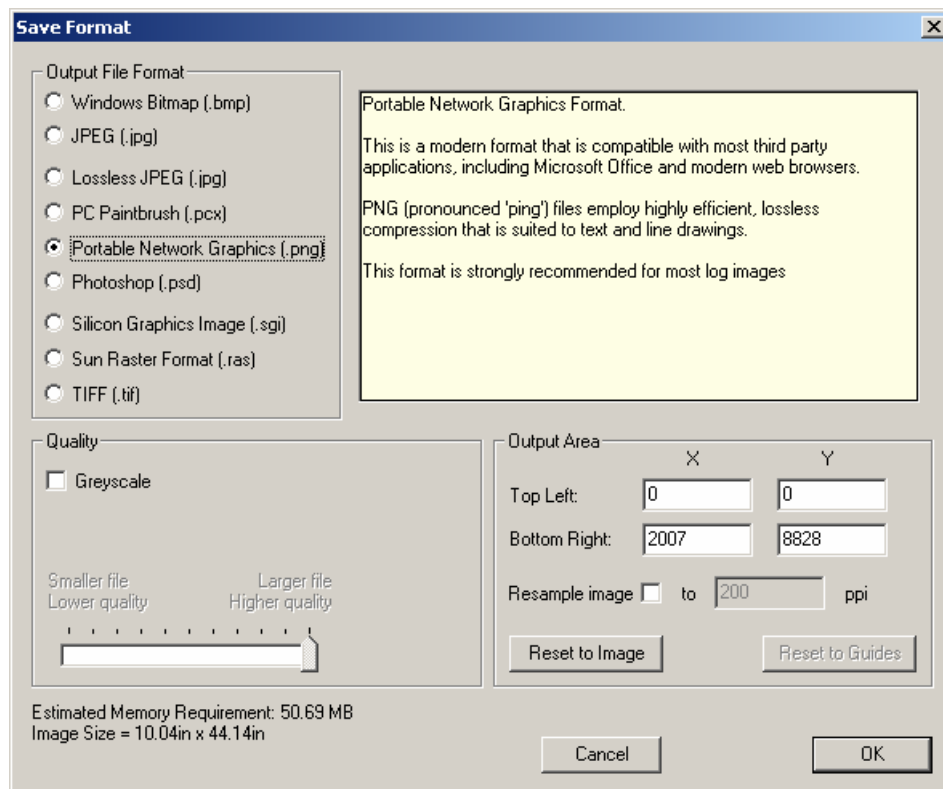 Save Format
Output File Format
Windows Bitmap (.bmp)
JPEG (.jpg)
Lossless JPEG (.jpg)
PC Paintbrush (.pcx)
Portable Network Graphics (.png)
Photoshop (.psd)
Silicon Graphics Image (.sgi)
Sun Raster Format (.ras)
TIFF (.tif)
Portable Network Graphics Format.
This is a modern format that is compatible with most third party
applications, including Microsoft Office and modern web browsers.
PNG (pronounced 'ping') files employ highly efficient, lossless
compression that is suited to text and line drawings.
This format is strongly recommended for most log images
Quality
Greyscale
Smaller file Larger file
Lower quality Higher quality
Output Area
X Y
Top Left: 0 0
Bottom Right: 2007 8828
Resample image to 200 ppi
Reset to Image Reset to Guides
Estimated Memory Requirement: 50.69 MB
Image Size = 10.04in x 44.14in
Cancel OK